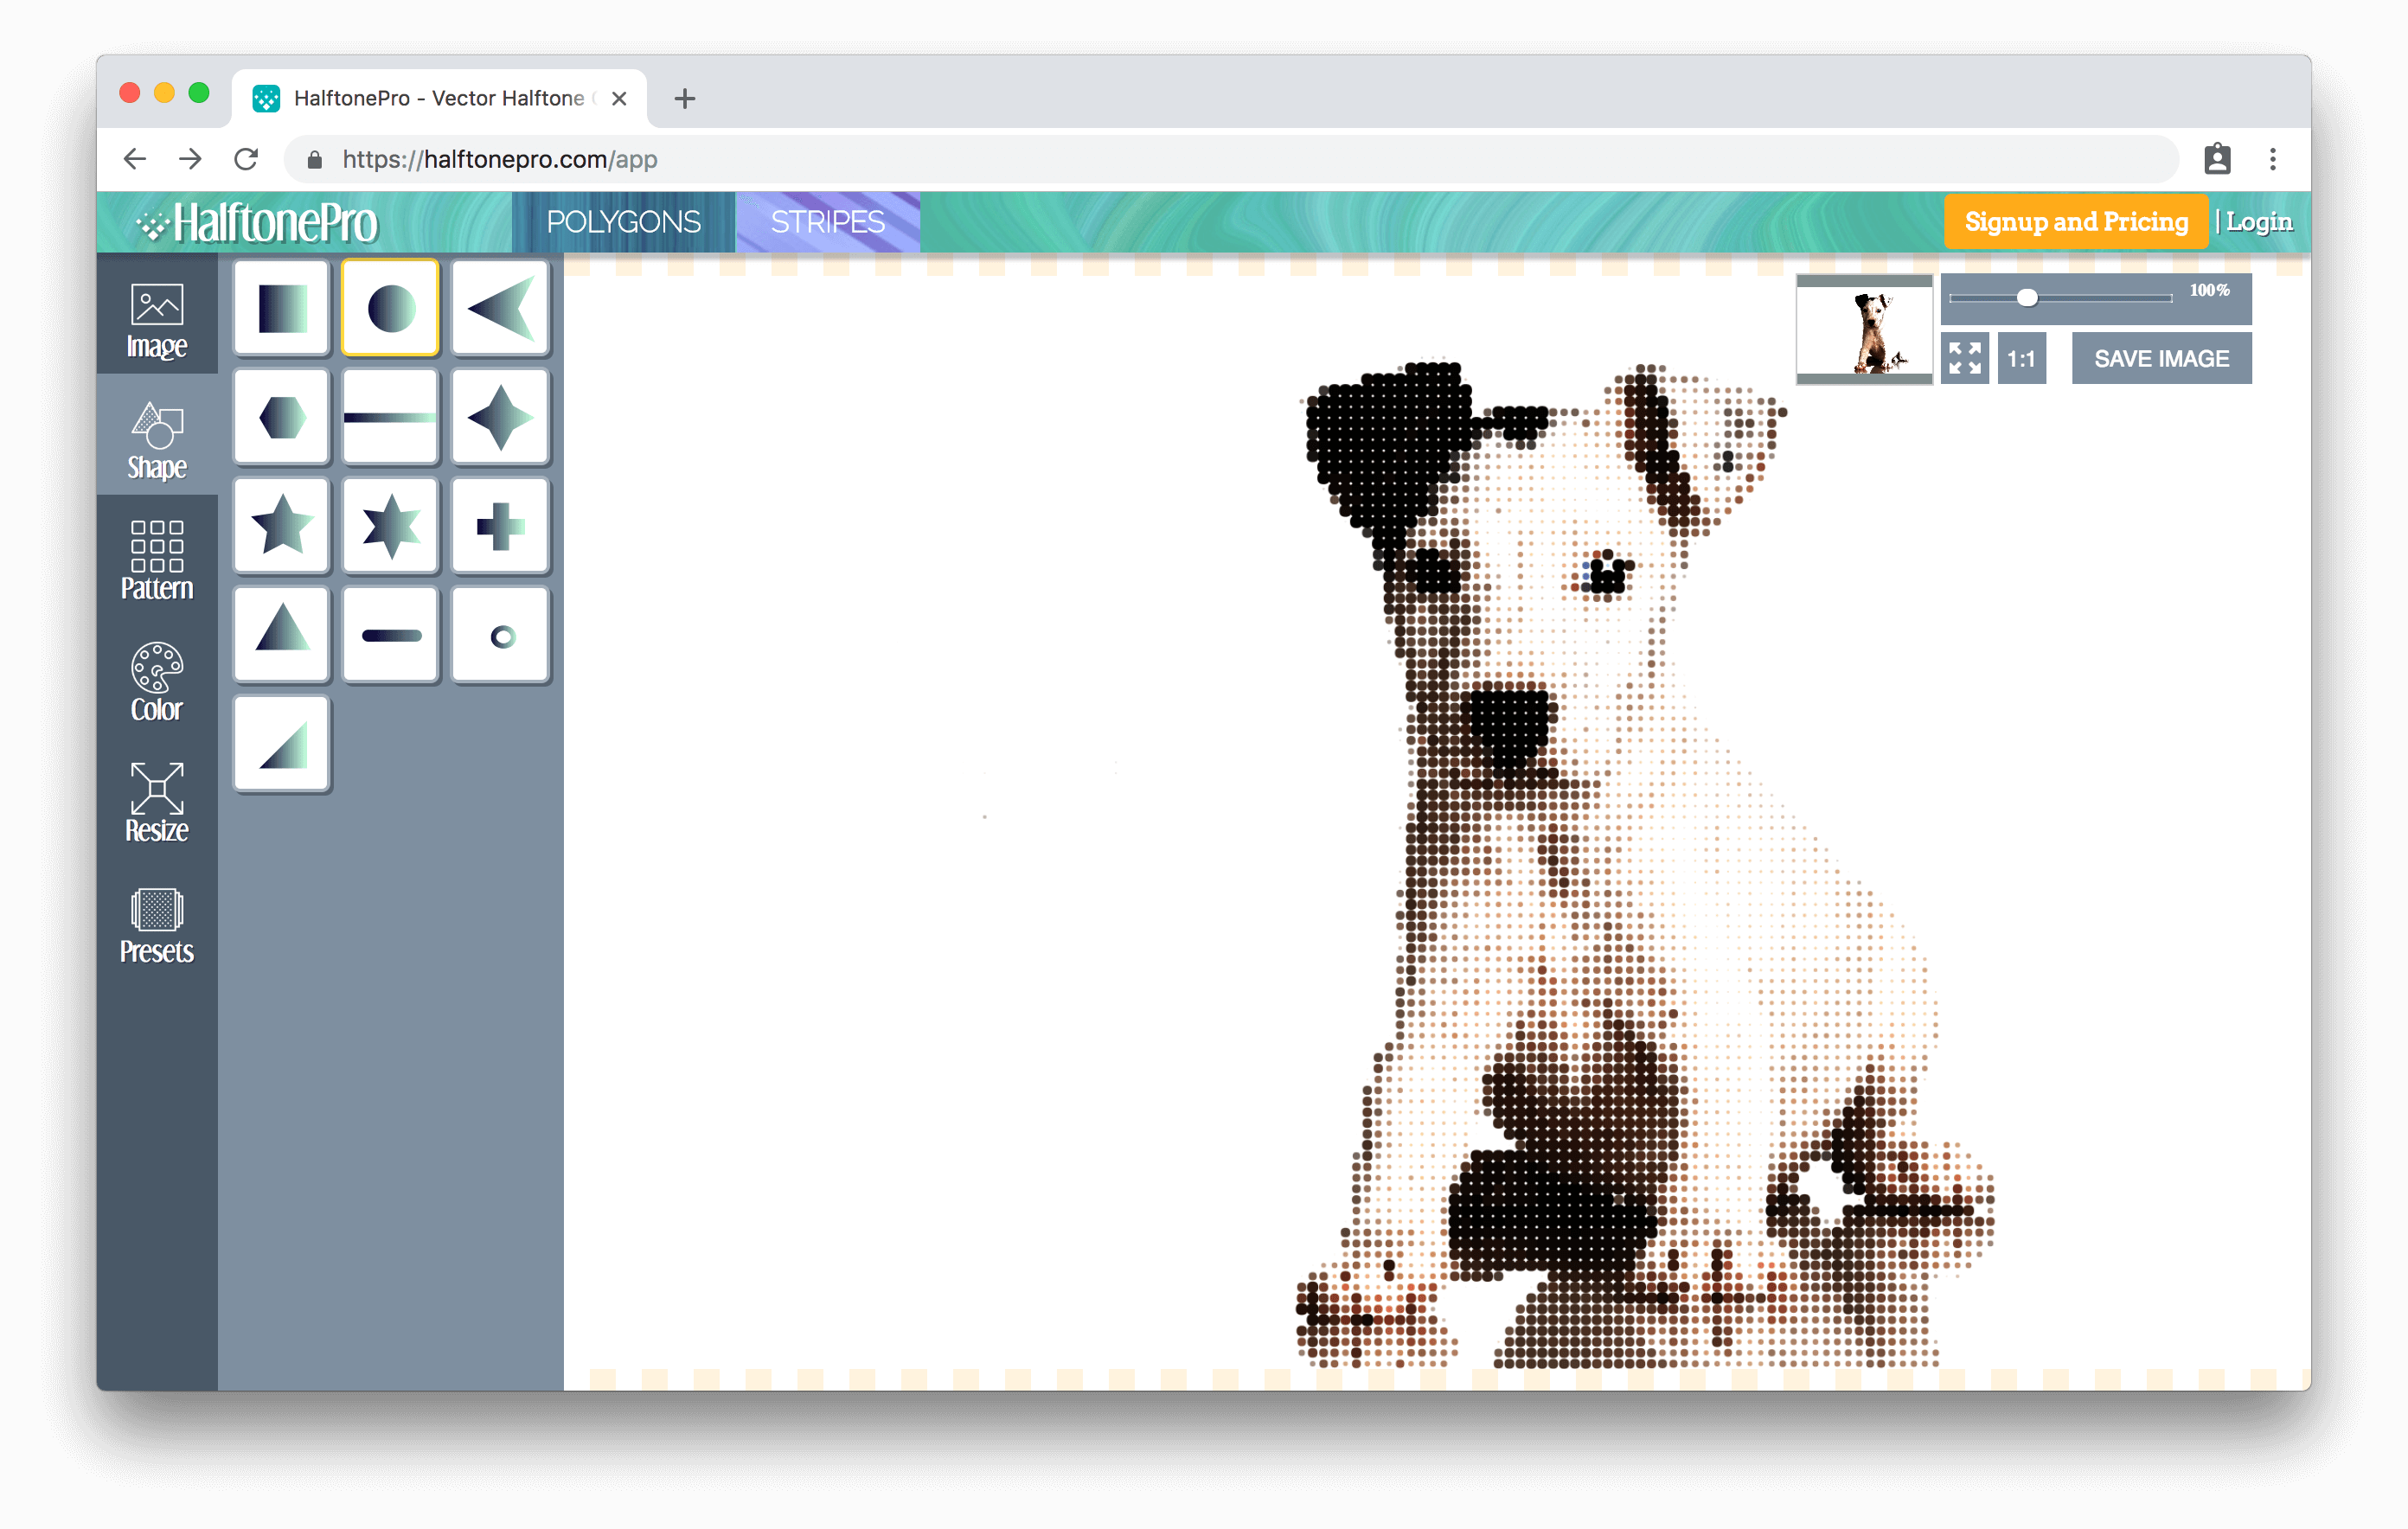 HalftonePro - Vector Halftone
https://halftonepro.com/app
HalftonePro
POLYGONS
STRIPES
Signup and Pricing | Login
Image
Shape
Pattern
Color
Resize
Presets
100%
1:1
SAVE IMAGE